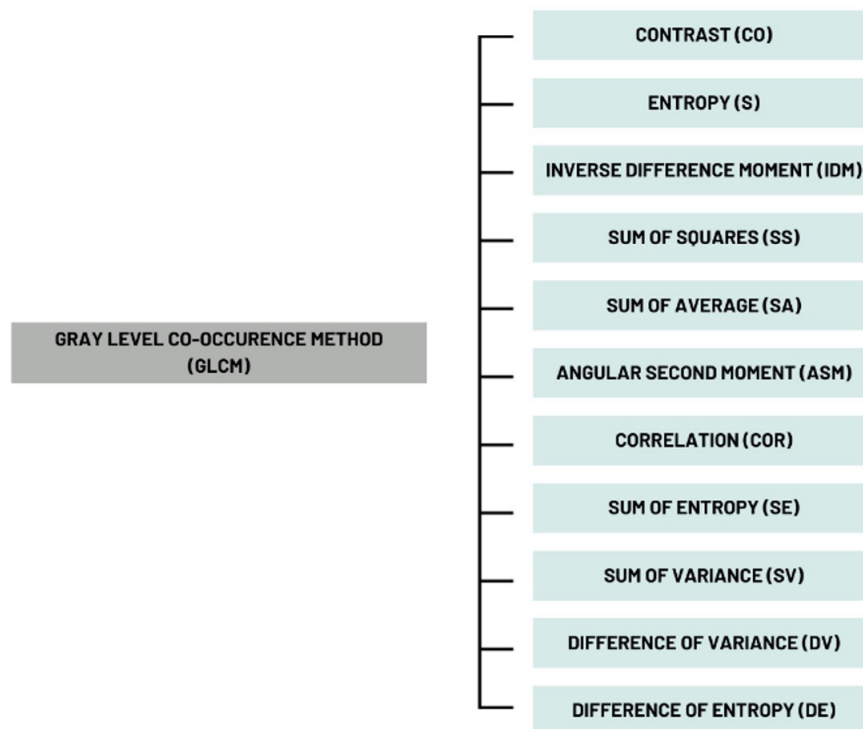 GRAY LEVEL CO-OCCURENCE METHOD
(GLCM)
CONTRAST (CO)
ENTROPY (S)
INVERSE DIFFERENCE MOMENT (IDM)
SUM OF SQUARES (SS)
SUM OF AVERAGE (SA)
ANGULAR SECOND MOMENT (ASM)
CORRELATION (COR)
SUM OF ENTROPY (SE)
SUM OF VARIANCE (SV)
DIFFERENCE OF VARIANCE (DV)
DIFFERENCE OF ENTROPY (DE)